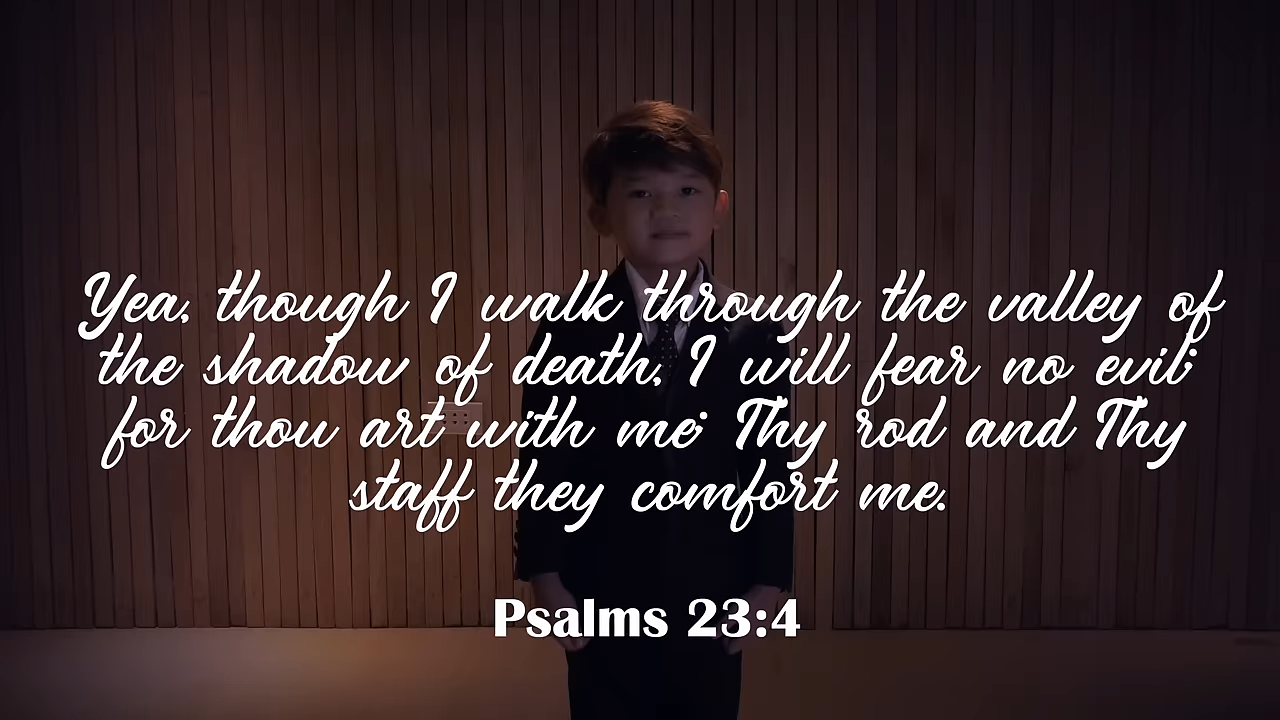 Yea, though I walk through the valley of
the shadow of death, I will fear no evil;
for thou art with me; Thy rod and Thy
staff they comfort me.
Psalms 23:4